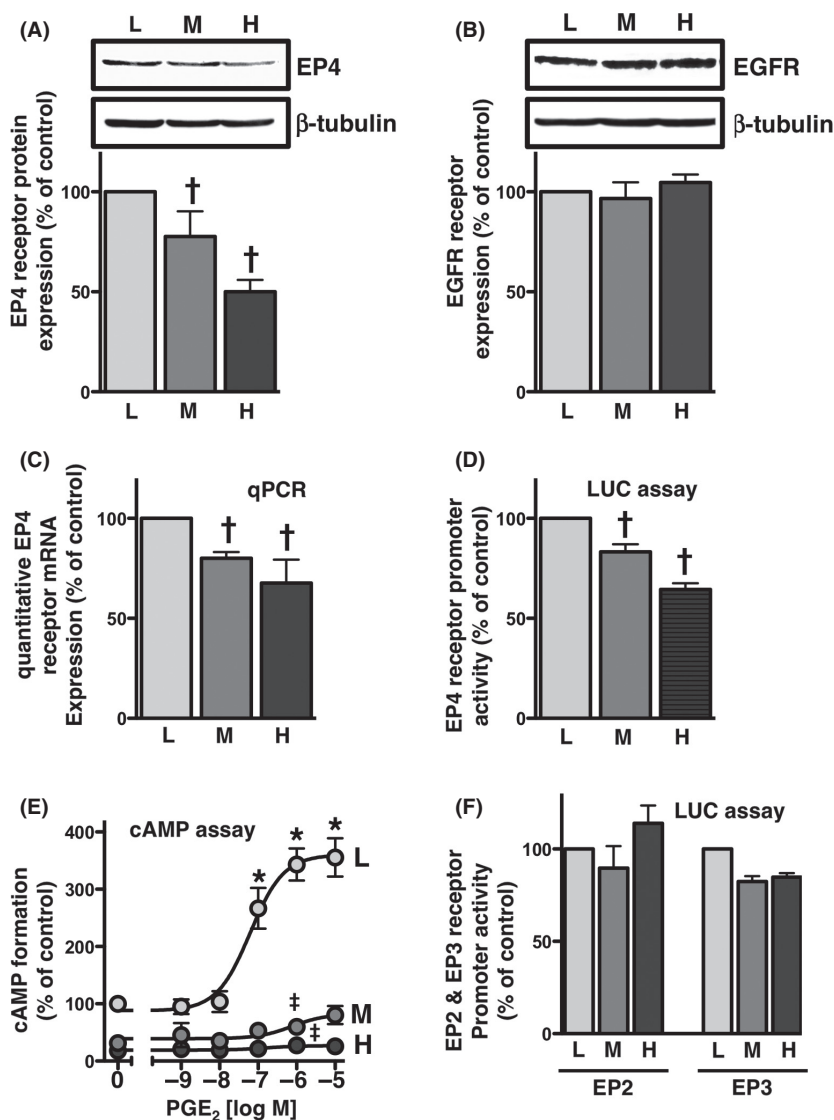 (A)
L M H
EP4
β-tubulin
EP4 receptor protein
expression (% of control)
100
50
0
† †
L M H
(B)
L M H
EGFR
β-tubulin
EGFR receptor
expression (% of control)
100
50
0
L M H
(C)
qPCR
quantitative EP4
receptor mRNA
Expression (% of control)
100
50
0
† †
L M H
(D)
LUC assay
EP4 receptor promoter
activity (% of control)
100
50
0
† †
L M H
(E)
cAMP assay
cAMP formation
(% of control)
400
300
200
100
0
* * *
L
‡
M
‡
H
0 –9 –8 –7 –6 –5
PGE2 [log M]
(F)
LUC assay
EP2 & EP3 receptor
Promoter activity
(% of control)
100
50
0
L M H L M H
EP2 EP3